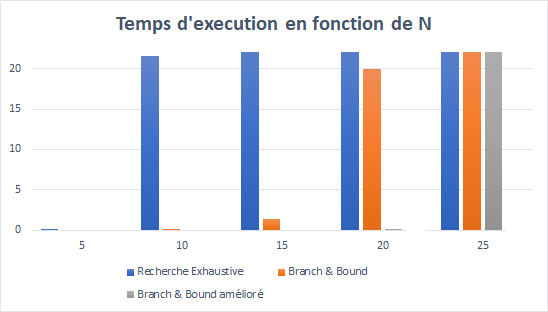 Temps d'execution en fonction de N
20
15
10
5
0
5 10 15 20 25
Recherche Exhaustive Branch & Bound
Branch & Bound amélioré